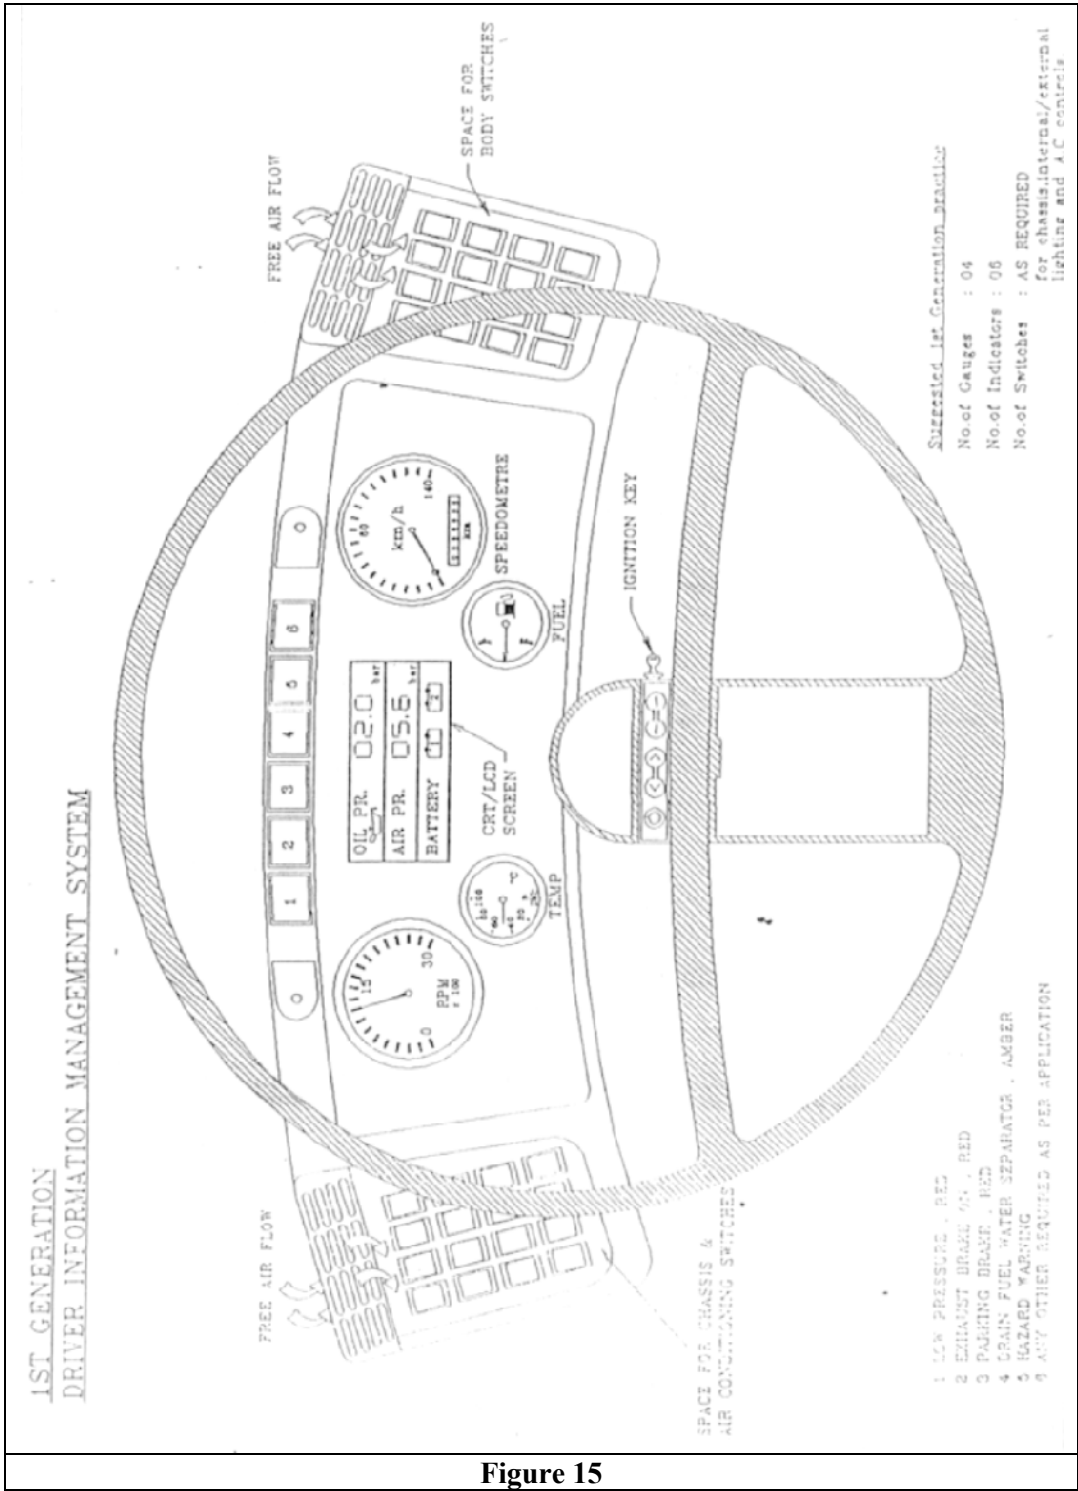 1ST GENERATION
DRIVER INFORMATION MANAGEMENT SYSTEM
FREE AIR FLOW
FREE AIR FLOW
SPACE FOR
BODY SWITCHES
1 2 3 4 5 6
15
0 30
RPM
x 100
OIL PR. 02.0 bar
AIR PR. 05.6 bar
BATTERY 1 2
CRT/LCD
SCREEN
°C
TEMP
60
140
km/h
km
SPEEDOMETRE
FUEL
IGNITION KEY
SPACE FOR CHASSIS &
AIR CONDITIONING SWITCHES
1 LOW PRESSURE , RED
2 EXHAUST BRAKE ON , RED
3 PARKING BRAKE , RED
4 DRAIN FUEL WATER SEPARATOR , AMBER
5 HAZARD WARNING
6 ANY OTHER REQUIRED AS PER APPLICATION
Suggested 1st Generation practice
No.of Gauges : 04
No.of Indicators : 06
No.of Switches : AS REQUIRED
for chassis,internal/external
lighting and A C controls
Figure 15